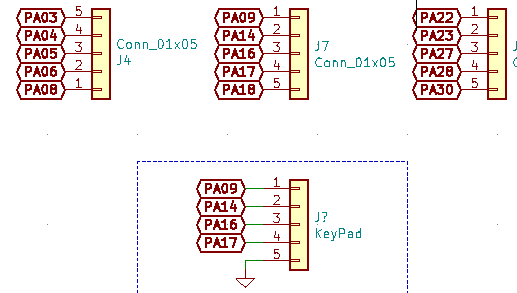 PA03 5
PA04 4
PA05 3
PA06 2
PA08 1
Conn_01x05
J4
PA09 1
PA14 2
PA16 3
PA17 4
PA18 5
J7
Conn_01x05
PA22 1
PA23 2
PA27 3
PA28 4
PA30 5
PA09 1
PA14 2
PA16 3
PA17 4
5
J?
KeyPad